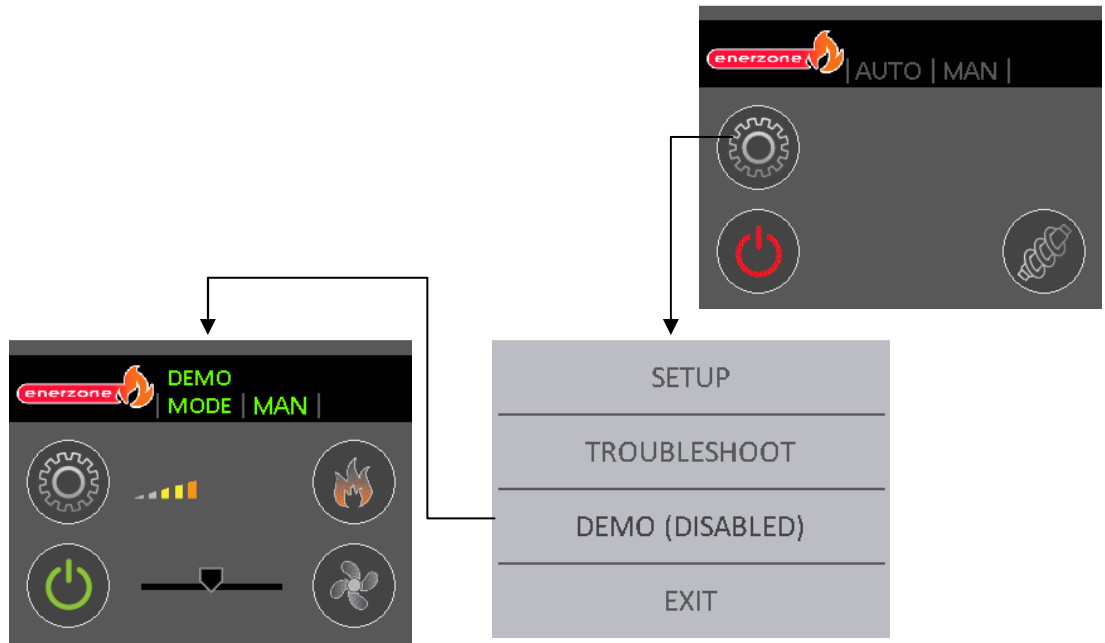 enerzone
| AUTO | MAN |
enerzone
DEMO
| MODE | MAN |
SETUP
TROUBLESHOOT
DEMO (DISABLED)
EXIT